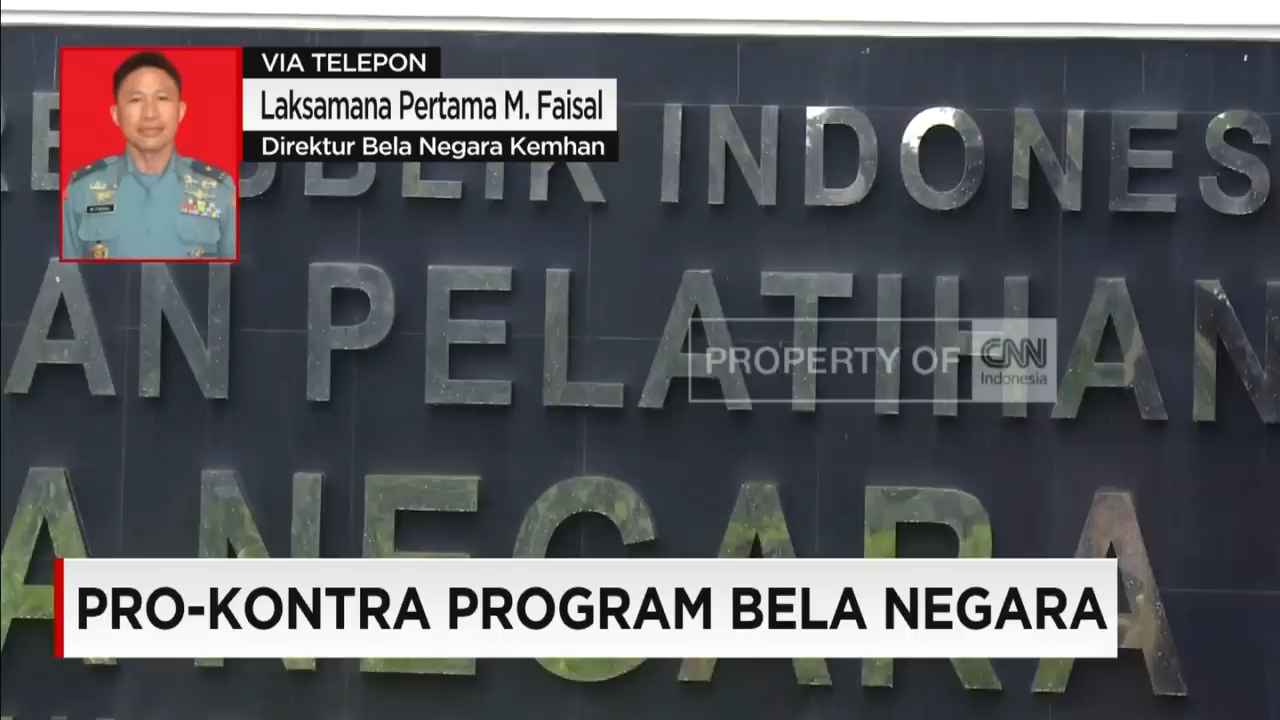 VIA TELEPON
Laksamana Pertama M. Faisal
Direktur Bela Negara Kemhan
REPUBLIK INDONES
AN PELATIHAN
PROPERTY OF CNN Indonesia
A NEGARA
PRO-KONTRA PROGRAM BELA NEGARA